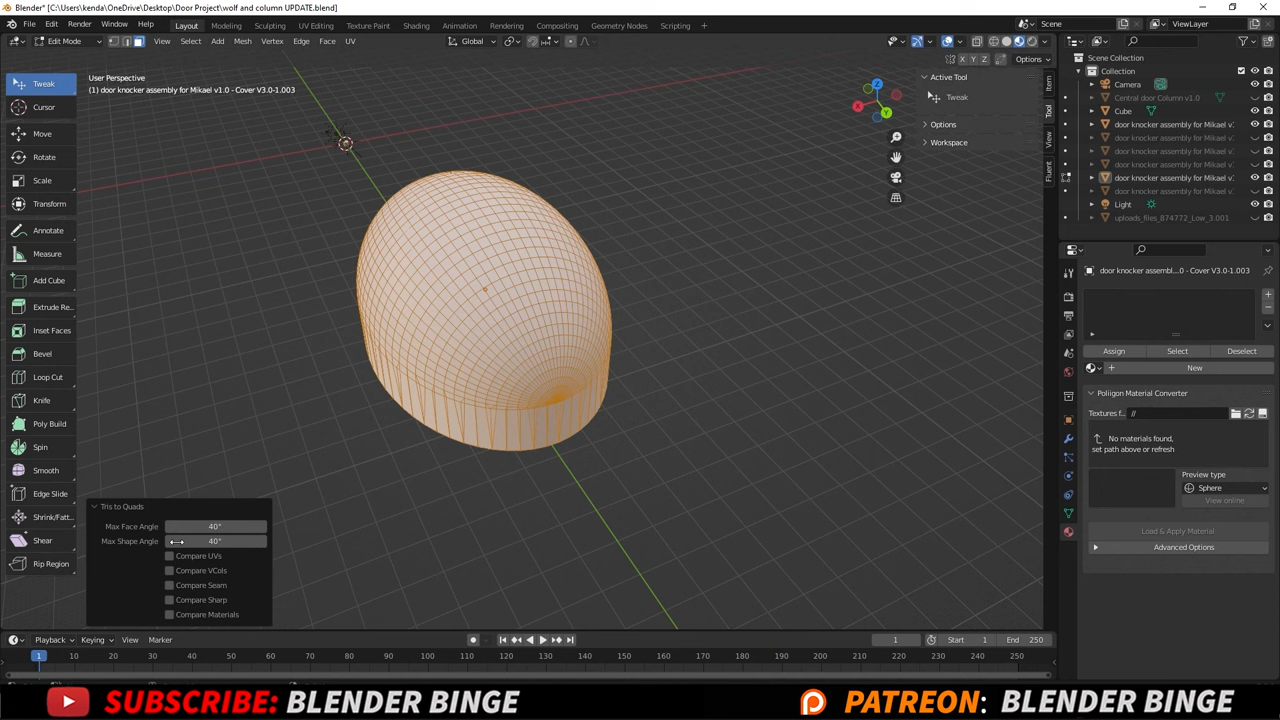 Blender* [C:\Users\kenda\OneDrive\Desktop\Door Project\wolf and column UPDATE.blend]
File Edit Render Window Help Layout Modeling Sculpting UV Editing Texture Paint Shading Animation Rendering Compositing Geometry Nodes Scripting Scene ViewLayer
Edit Mode View Select Add Mesh Vertex Edge Face UV Global
X Y Z Options
User Perspective
(1) door knocker assembly for Mikael v1.0 - Cover V3.0-1.003
Tweak
Cursor
Move
Rotate
Scale
Transform
Annotate
Measure
Add Cube
Extrude Re...
Inset Faces
Bevel
Loop Cut
Knife
Poly Build
Spin
Smooth
Edge Slide
Shrink/Fatt...
Shear
Rip Region
Tris to Quads
Max Face Angle 40°
Max Shape Angle 40°
Compare UVs
Compare VCols
Compare Seam
Compare Sharp
Compare Materials
X Y Z
Active Tool
Tweak
Options
Workspace
Item
Tool
View
Fluent
Scene Collection
Collection
Camera
Central door Column v1.0
Cube
door knocker assembly for Mikael v1
door knocker assembly for Mikael v1
door knocker assembly for Mikael v1
door knocker assembly for Mikael v1
door knocker assembly for Mikael v1
door knocker assembly for Mikael v1
Light
uploads_files_874772_Low_3.001
door knocker assembl...0 - Cover V3.0-1.003
Assign Select Deselect
New
Poliigon Material Converter
Textures f... //
No materials found,
set path above or refresh
Preview type
Sphere
View online
Load & Apply Material
Advanced Options
Playback Keying View Marker 1 Start 1 End 250
1 10 20 30 40 50 60 70 80 90 100 110 120 130 140 150 160 170 180 190 200 210 220 230 240 250
SUBSCRIBE: BLENDER BINGE PATREON: BLENDER BINGE